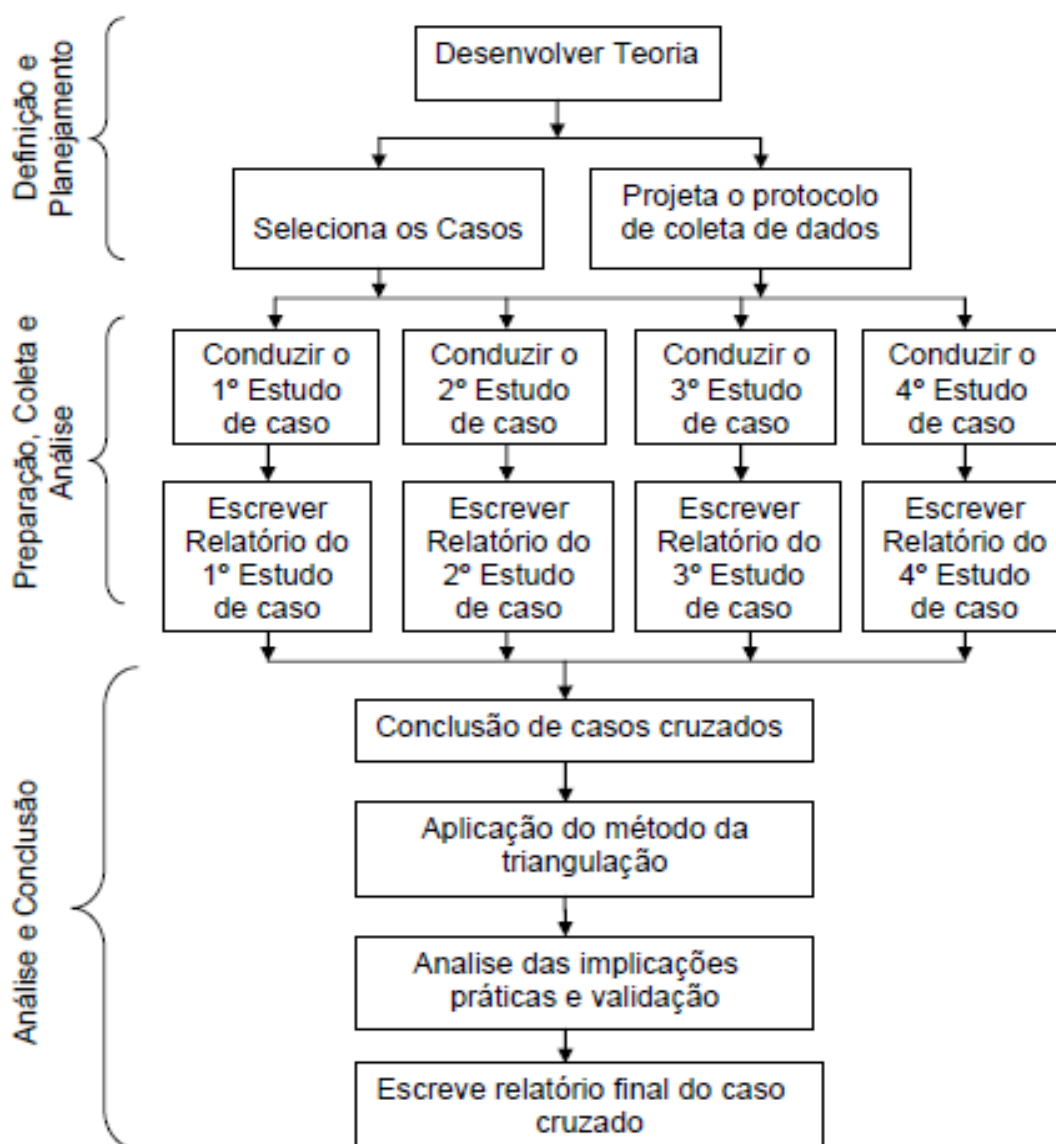 Definição e
Planejamento
Desenvolver Teoria
Seleciona os Casos
Projeta o protocolo
de coleta de dados
Preparação, Coleta e
Análise
Conduzir o
1º Estudo
de caso
Conduzir o
2º Estudo
de caso
Conduzir o
3º Estudo
de caso
Conduzir o
4º Estudo
de caso
Escrever
Relatório do
1º Estudo
de caso
Escrever
Relatório do
2º Estudo
de caso
Escrever
Relatório do
3º Estudo
de caso
Escrever
Relatório do
4º Estudo
de caso
Análise e Conclusão
Conclusão de casos cruzados
Aplicação do método da
triangulação
Analise das implicações
práticas e validação
Escreve relatório final do caso
cruzado